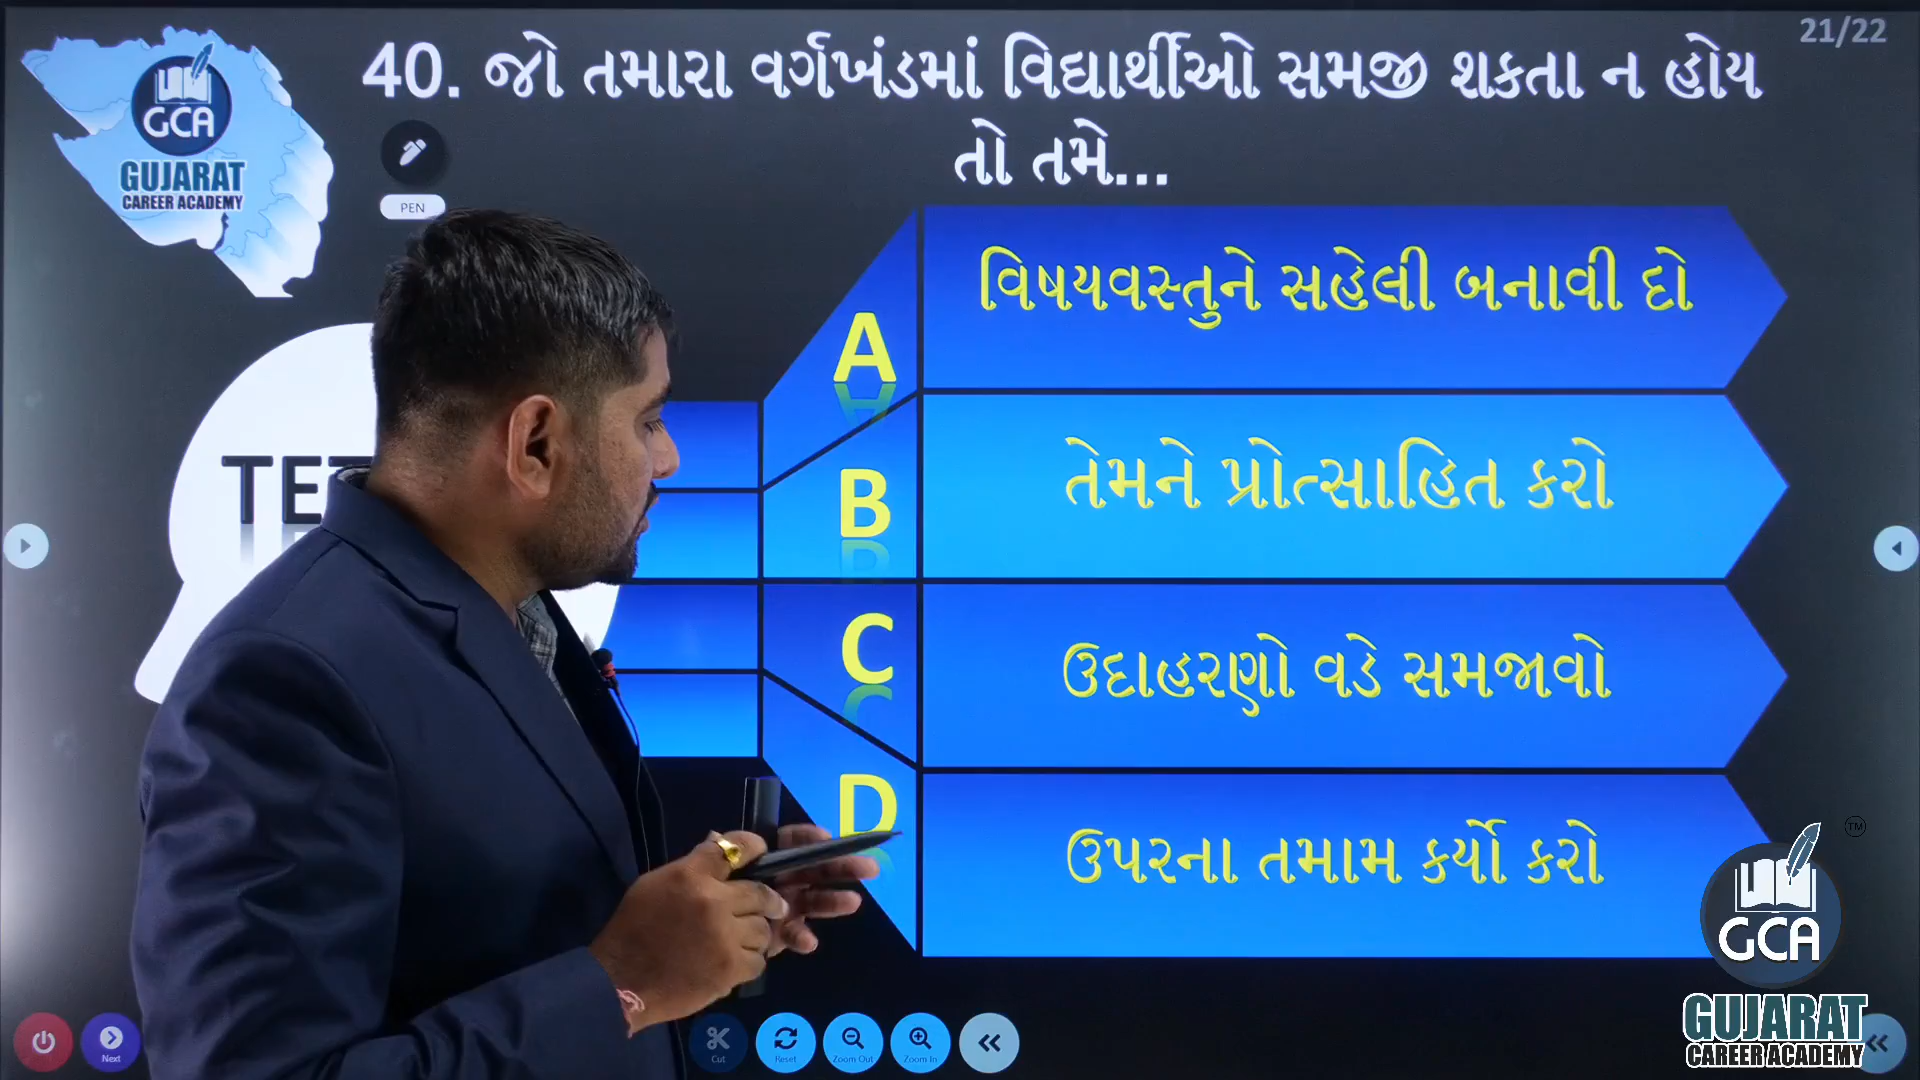 21/22
40. જો તમારા વર્ગખંડમાં વિદ્યાર્થીઓ સમજી શકતા ન હોય
તો તમે...
GCA
GUJARAT
CAREER ACADEMY
PEN
A
વિષયવસ્તુને સહેલી બનાવી દો
B
તેમને પ્રોત્સાહિત કરો
C
ઉદાહરણો વડે સમજાવો
D
ઉપરના તમામ કર્યો કરો
TM
GCA
GUJARAT
CAREER ACADEMY
Next
Cut
Reset
Zoom Out
Zoom In